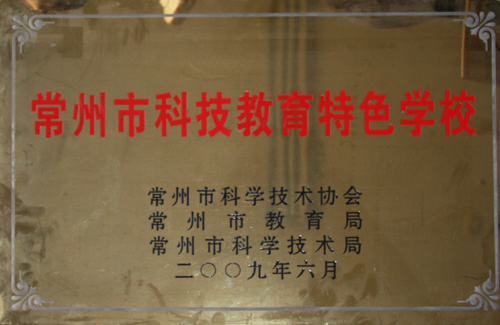 常州市科技教育特色学校
常州市科学技术协会
常州市教育局
常州市科学技术局
二〇〇九年六月